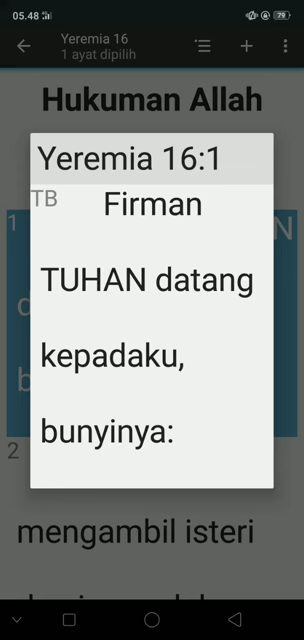 05.48
79
Yeremia 16
1 ayat dipilih
Hukuman Allah
Yeremia 16:1
TB
Firman
TUHAN datang
kepadaku,
bunyinya:
1
N
d
b
2
mengambil isteri